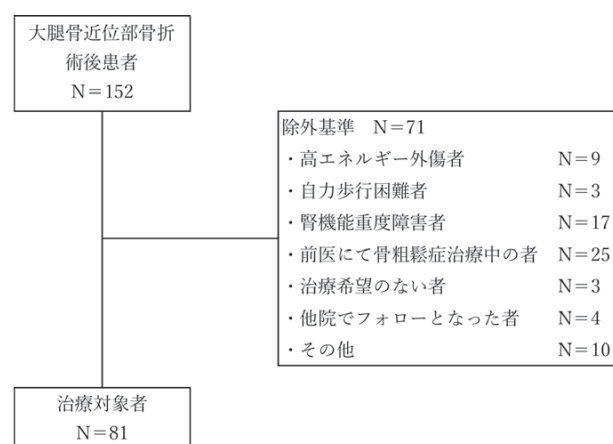 大腿骨近位部骨折
術後患者
N＝152
除外基準　N＝71
・高エネルギー外傷者　N＝9
・自力歩行困難者　N＝3
・腎機能重度障害者　N＝17
・前医にて骨粗鬆症治療中の者　N＝25
・治療希望のない者　N＝3
・他院でフォローとなった者　N＝4
・その他　N＝10
治療対象者
N＝81